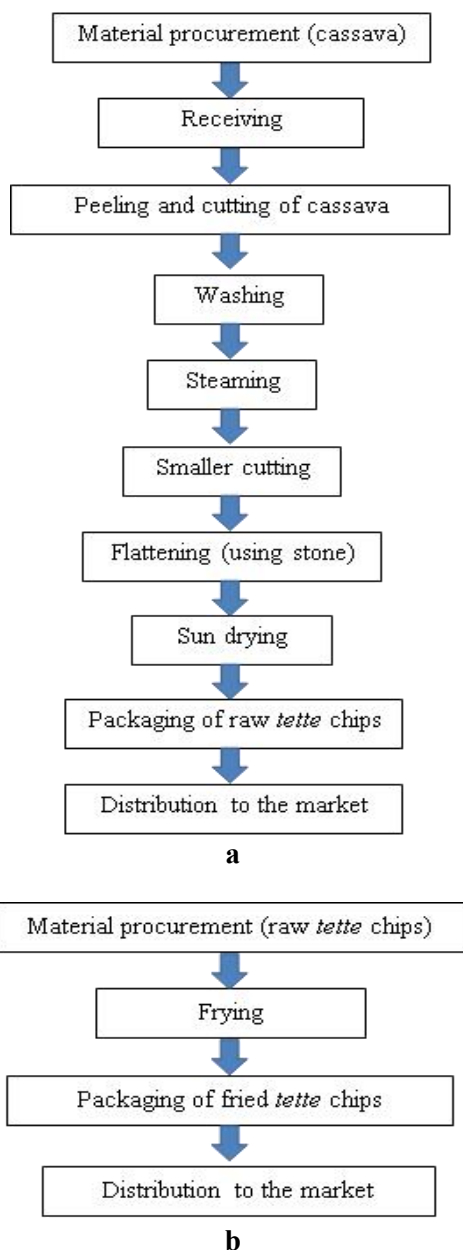 Material procurement (cassava)
Receiving
Peeling and cutting of cassava
Washing
Steaming
Smaller cutting
Flattening (using stone)
Sun drying
Packaging of raw tette chips
Distribution to the market
a
Material procurement (raw tette chips)
Frying
Packaging of fried tette chips
Distribution to the market
b